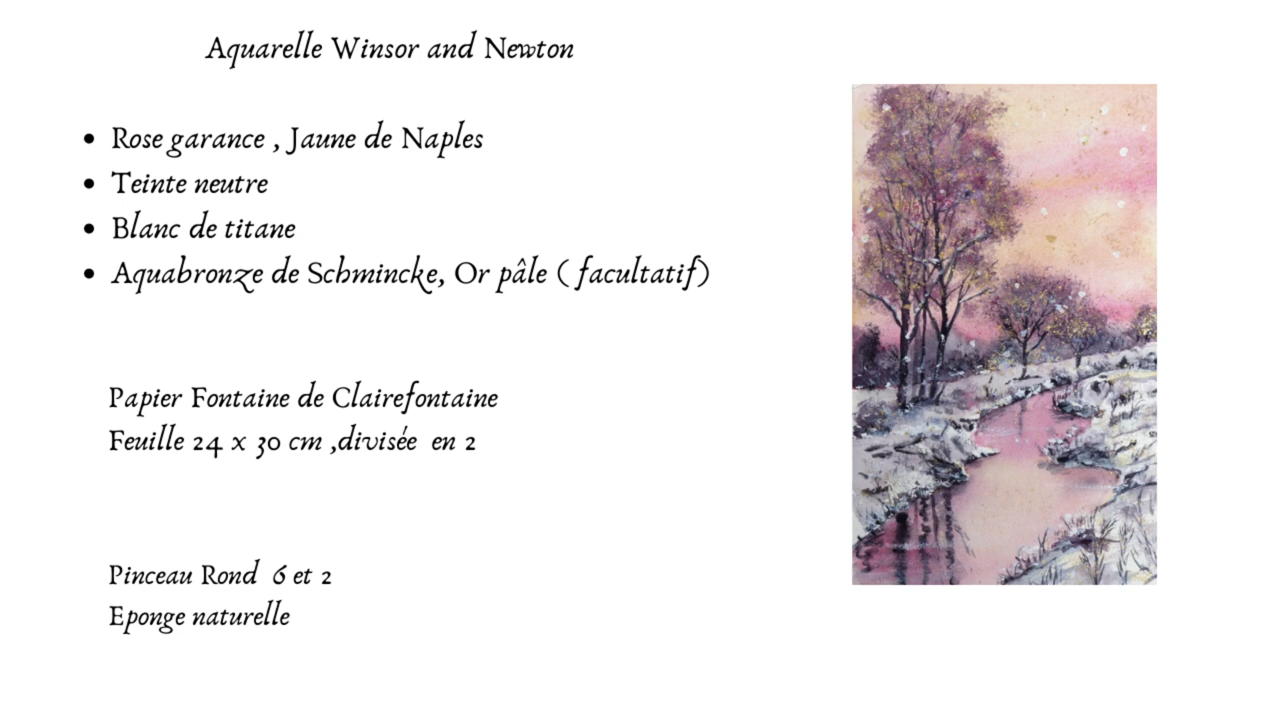 Aquarelle Winsor and Newton
• Rose garance , Jaune de Naples
• Teinte neutre
• Blanc de titane
• Aquabronze de Schmincke, Or pâle ( facultatif)
Papier Fontaine de Clairefontaine
Feuille 24 x 30 cm ,divisée en 2
Pinceau Rond 6 et 2
Eponge naturelle